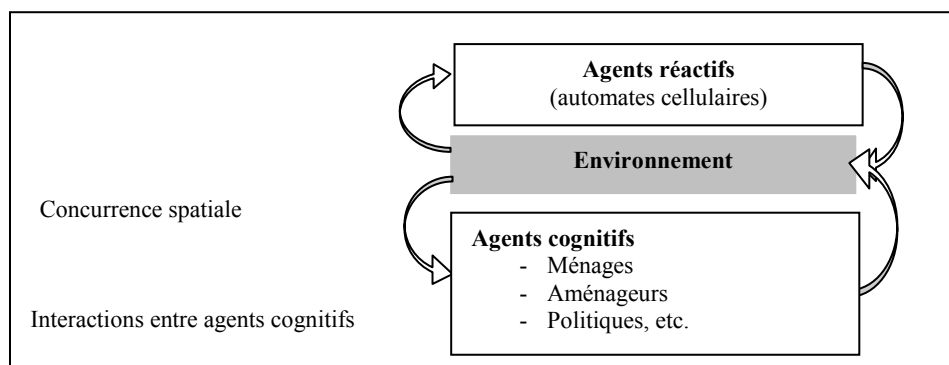 Agents réactifs
(automates cellulaires)
Environnement
Concurrence spatiale
Agents cognitifs
- Ménages
- Aménageurs
- Politiques, etc.
Interactions entre agents cognitifs